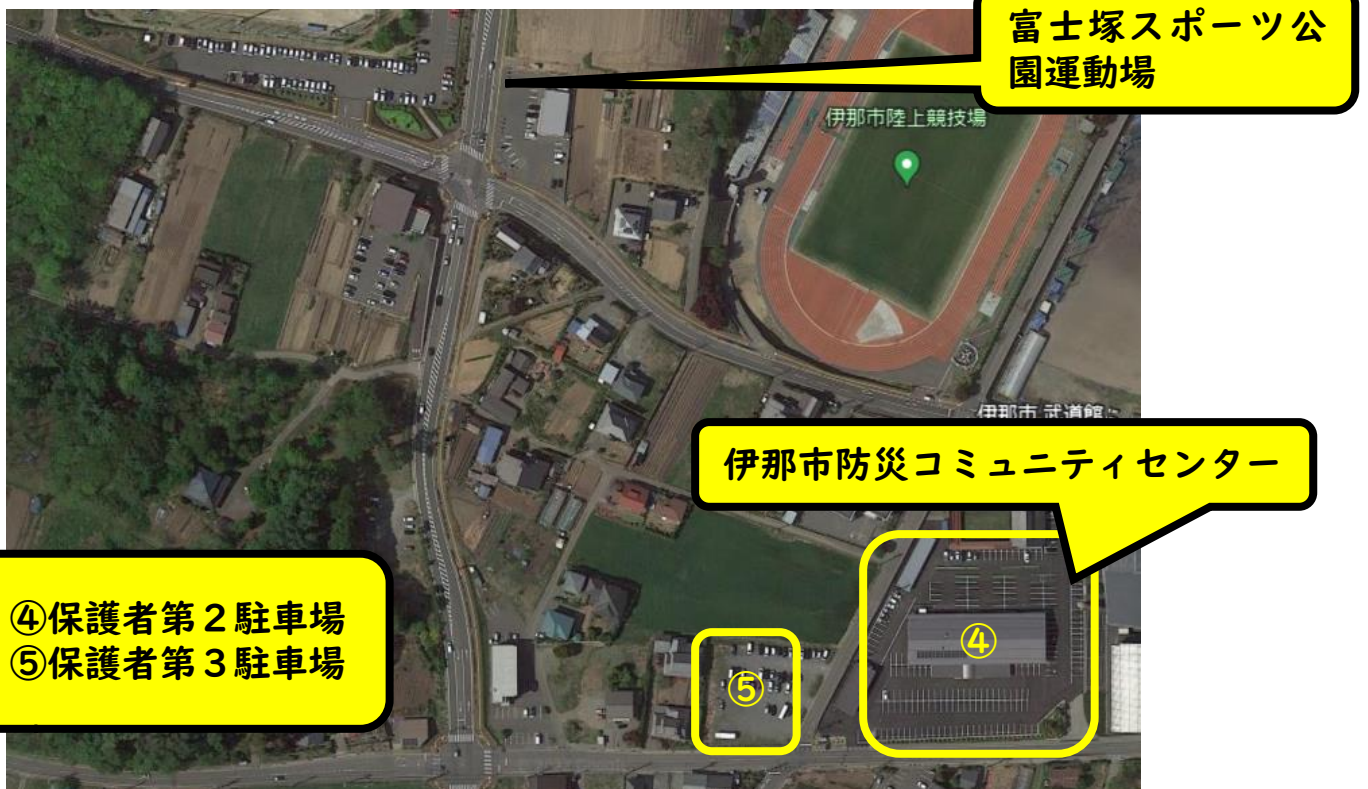 富士塚スポーツ公
園運動場
伊那市陸上競技場
伊那市 武道館
伊那市防災コミュニティセンター
④保護者第２駐車場
⑤保護者第３駐車場
④
⑤